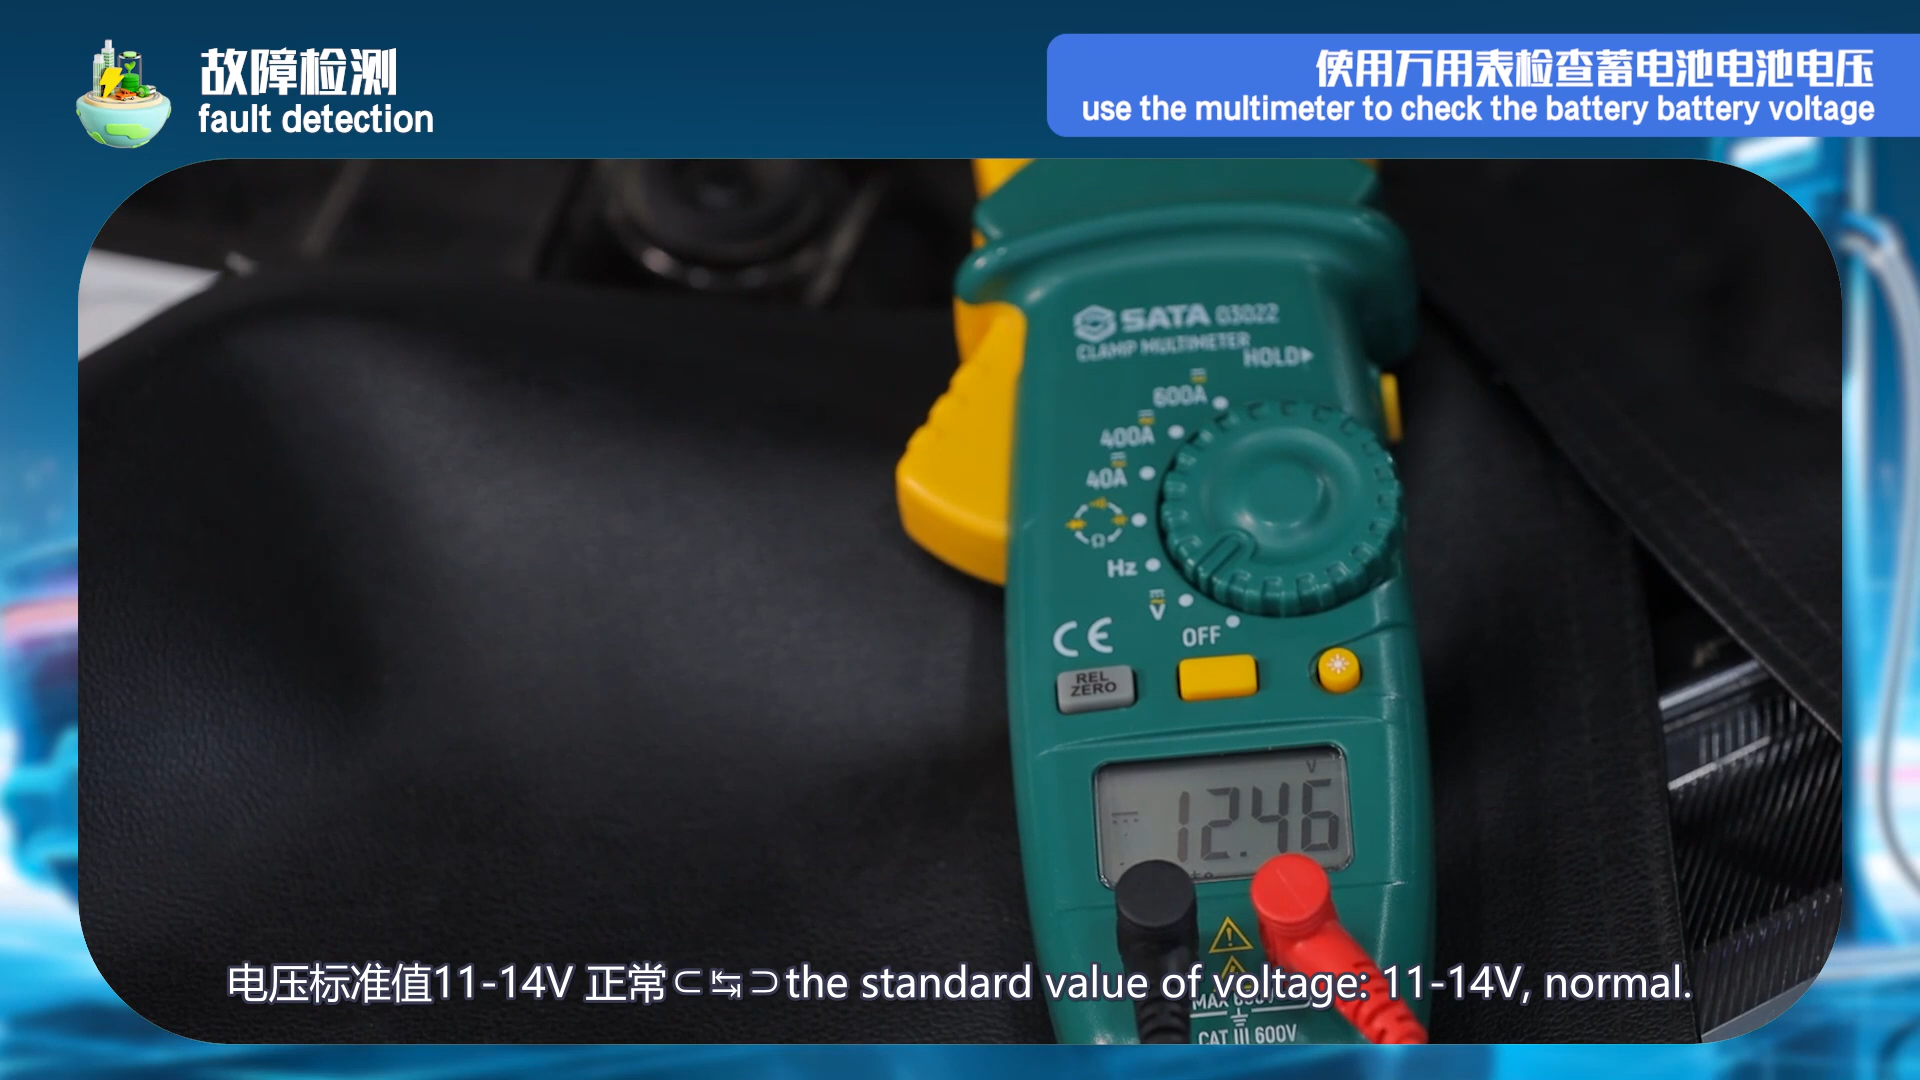 故障检测
fault detection
使用万用表检查蓄电池电池电压
use the multimeter to check the battery battery voltage
SATA 03022
CLAMP MULTIMETER
HOLD
600A
400A
40A
Ω
Hz
V
OFF
CE
REL
ZERO
V
12.46
电压标准值11-14V 正常⊂⇆⊃the standard value of voltage: 11-14V, normal.
MAX 600V
CAT III 600V